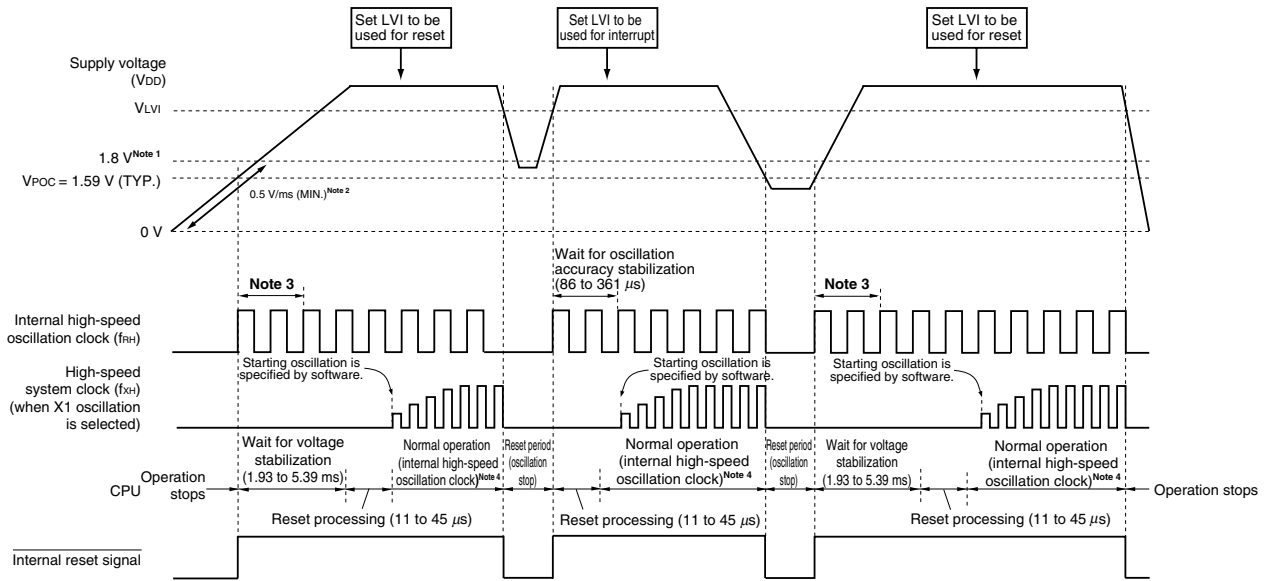 Set LVI to be
used for reset
Set LVI to be
used for interrupt
Set LVI to be
used for reset
Supply voltage
(VDD)
VLVI
1.8 V Note 1
VPOC = 1.59 V (TYP.)
0.5 V/ms (MIN.) Note 2
0 V
Wait for oscillation
accuracy stabilization
(86 to 361 μs)
Note 3
Note 3
Internal high-speed
oscillation clock (fRH)
Starting oscillation is
specified by software.
Starting oscillation is
specified by software.
Starting oscillation is
specified by software.
High-speed
system clock (fXH)
(when X1 oscillation
is selected)
Wait for voltage
stabilization
(1.93 to 5.39 ms)
Normal operation
(internal high-speed
oscillation clock) Note 4
Reset period
(oscillation
stop)
Normal operation
(internal high-speed
oscillation clock) Note 4
Reset period
(oscillation
stop)
Wait for voltage
stabilization
(1.93 to 5.39 ms)
Normal operation
(internal high-speed
oscillation clock) Note 4
CPU
Operation
stops
Operation stops
Reset processing (11 to 45 μs)
Reset processing (11 to 45 μs)
Reset processing (11 to 45 μs)
Internal reset signal